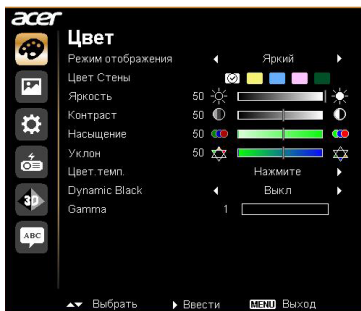 acer
Цвет
Режим отображения Яркий
Цвет Стены
Яркость 50
Контраст 50
Насыщение 50
Уклон 50
Цвет.темп. Нажмите
Dynamic Black Выкл
Gamma 1
3D
ABC
Выбрать Ввести MENU Выход